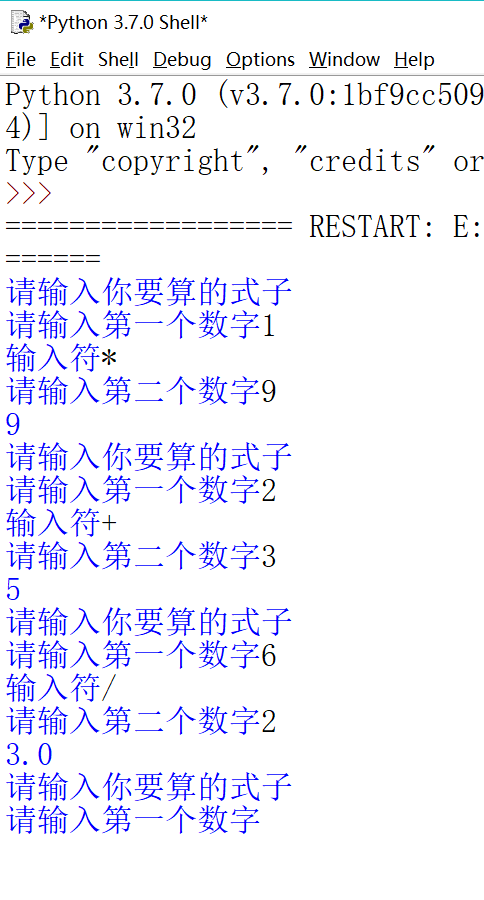 *Python 3.7.0 Shell*
File Edit Shell Debug Options Window Help
Python 3.7.0 (v3.7.0:1bf9cc509
4)] on win32
Type "copyright", "credits" or
>>>
================== RESTART: E:
======
请输入你要算的式子
请输入第一个数字1
输入符*
请输入第二个数字9
9
请输入你要算的式子
请输入第一个数字2
输入符+
请输入第二个数字3
5
请输入你要算的式子
请输入第一个数字6
输入符/
请输入第二个数字2
3.0
请输入你要算的式子
请输入第一个数字